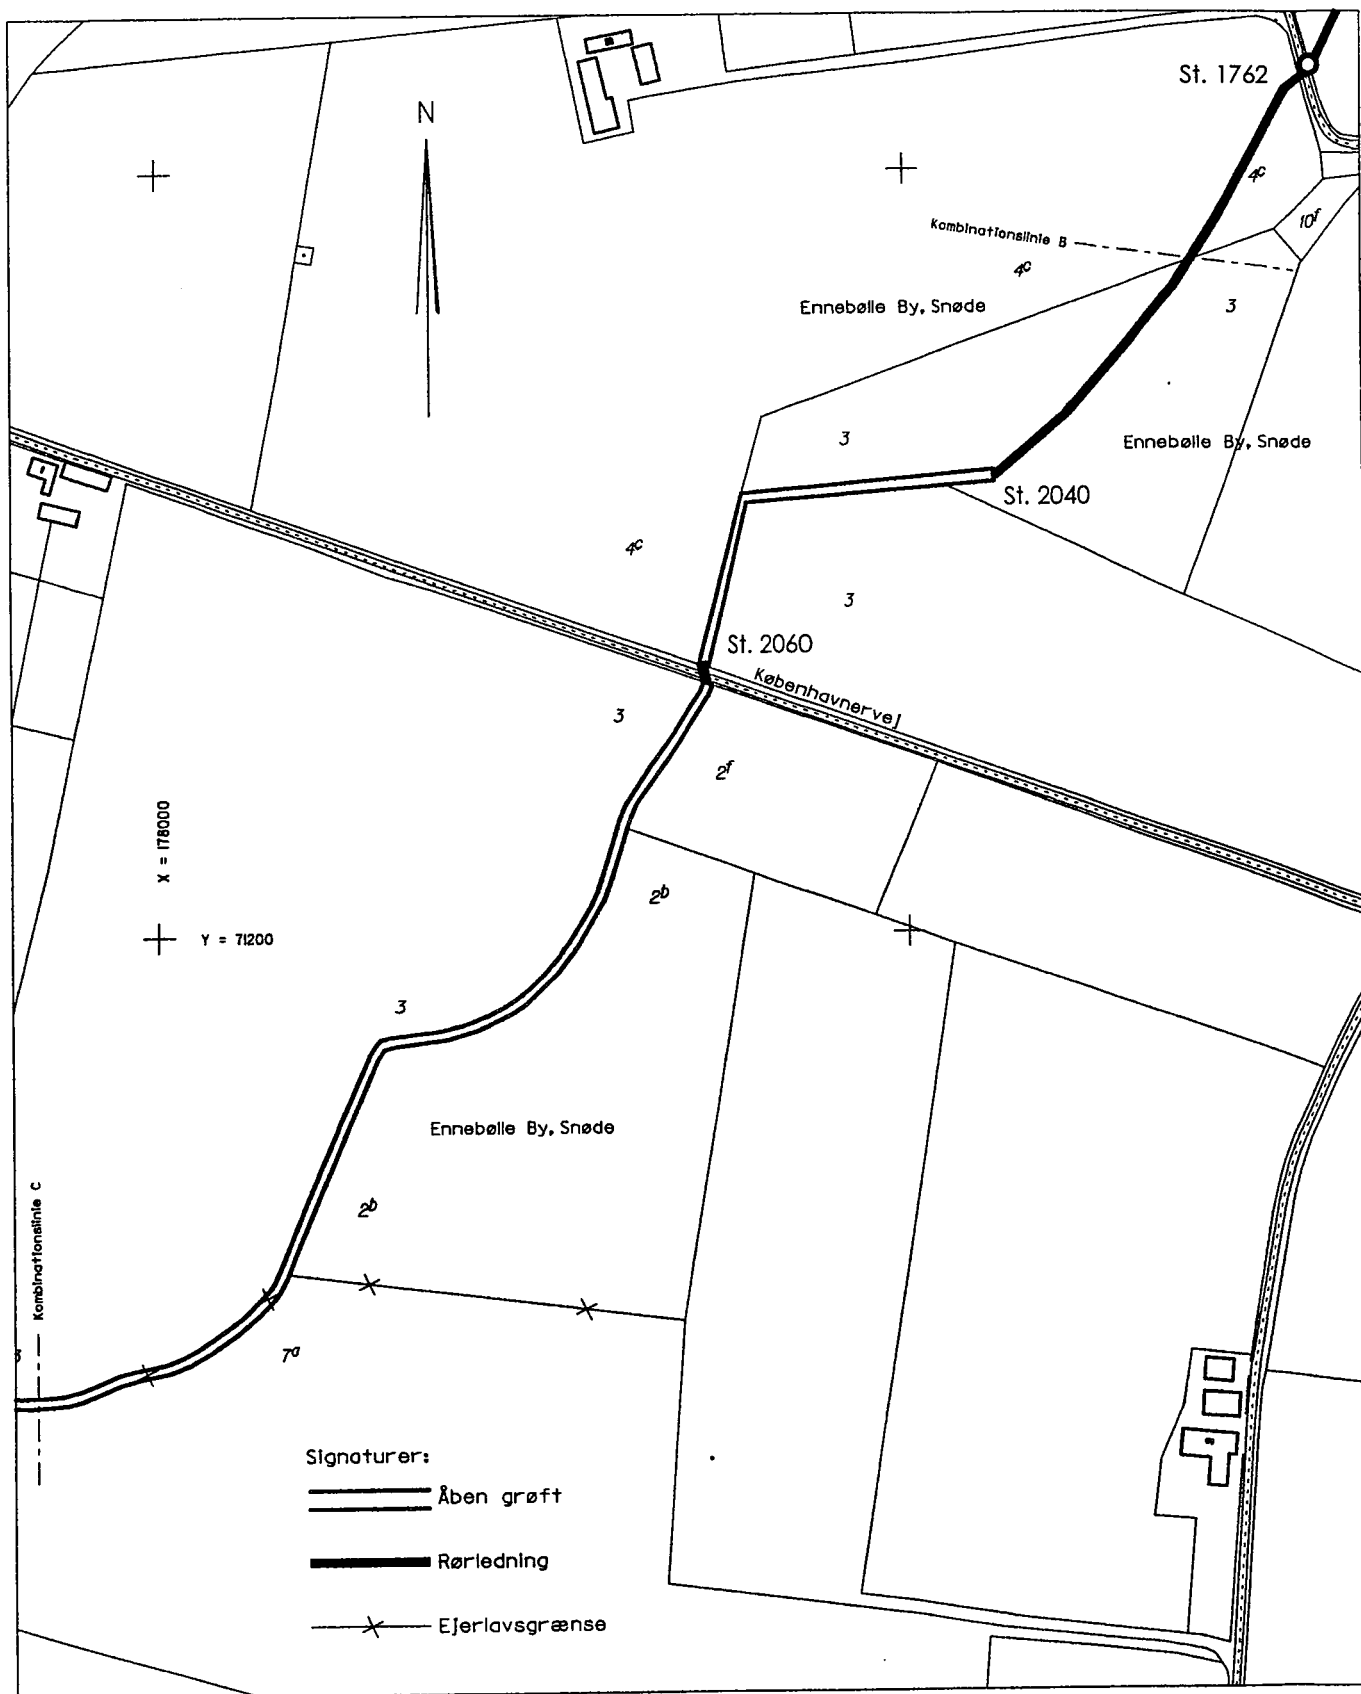 St. 1762
N
4c
10f
Kombinationslinie B
4c
3
Ennebølle By, Snøde
3
Ennebølle By, Snøde
St. 2040
4c
3
St. 2060
Københavnervej
3
2f
X = 178000
2b
Y = 71200
3
Ennebølle By, Snøde
Kombinationslinie C
2b
3
7a
Signaturer:
Åben grøft
Rørledning
Ejerlavsgrænse